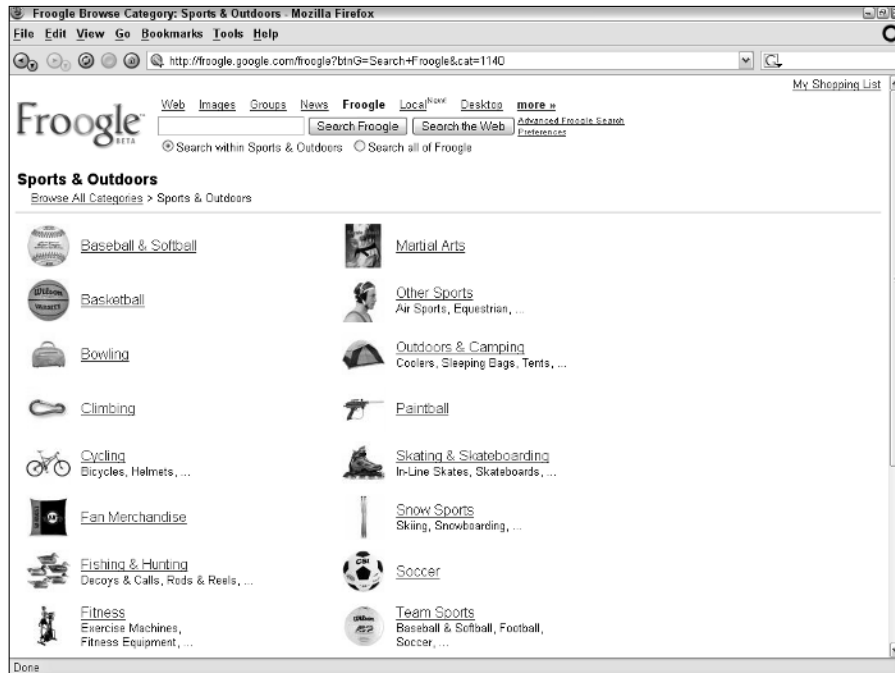 Froogle Browse Category: Sports & Outdoors - Mozilla Firefox
File Edit View Go Bookmarks Tools Help
http://froogle.google.com/froogle?btnG=Search+Froogle&cat=1140
My Shopping List
Web Images Groups News Froogle Local New! Desktop more »
Froogle™
BETA
Search Froogle Search the Web Advanced Froogle Search
Preferences
Search within Sports & Outdoors Search all of Froogle
Sports & Outdoors
Browse All Categories > Sports & Outdoors
Baseball & Softball
Martial Arts
Wilson
Basketball
Other Sports
Air Sports, Equestrian, ...
Bowling
Outdoors & Camping
Coolers, Sleeping Bags, Tents, ...
Climbing
Paintball
Cycling
Bicycles, Helmets, ...
Skating & Skateboarding
In-Line Skates, Skateboards, ...
Fan Merchandise
Snow Sports
Skiing, Snowboarding, ...
Fishing & Hunting
Decoys & Calls, Rods & Reels, ...
Soccer
Fitness
Exercise Machines,
Fitness Equipment, ...
Team Sports
Baseball & Softball, Football,
Soccer, ...
Done